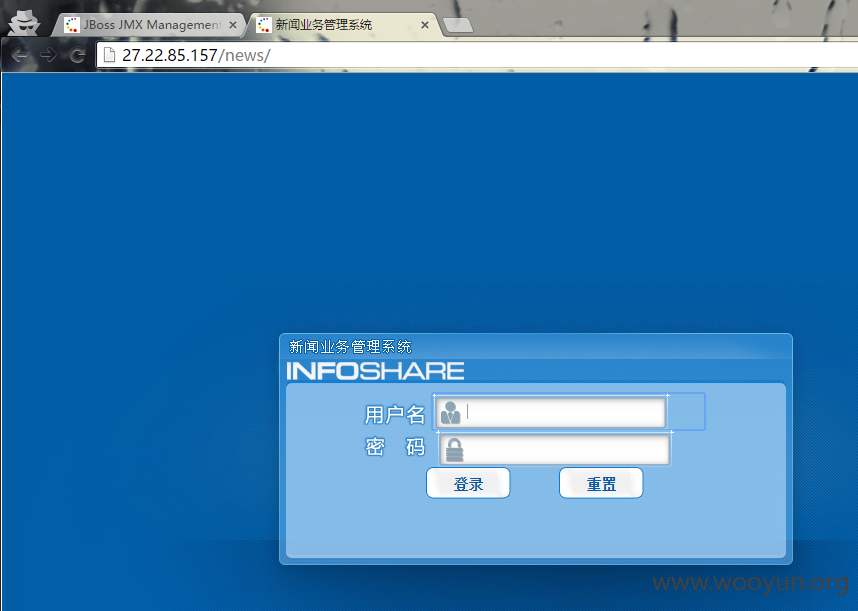 JBoss JMX Management
新闻业务管理系统
27.22.85.157/news/
新闻业务管理系统
INFOSHARE
用户名
密 码
登录 重置
www.wooyun.org